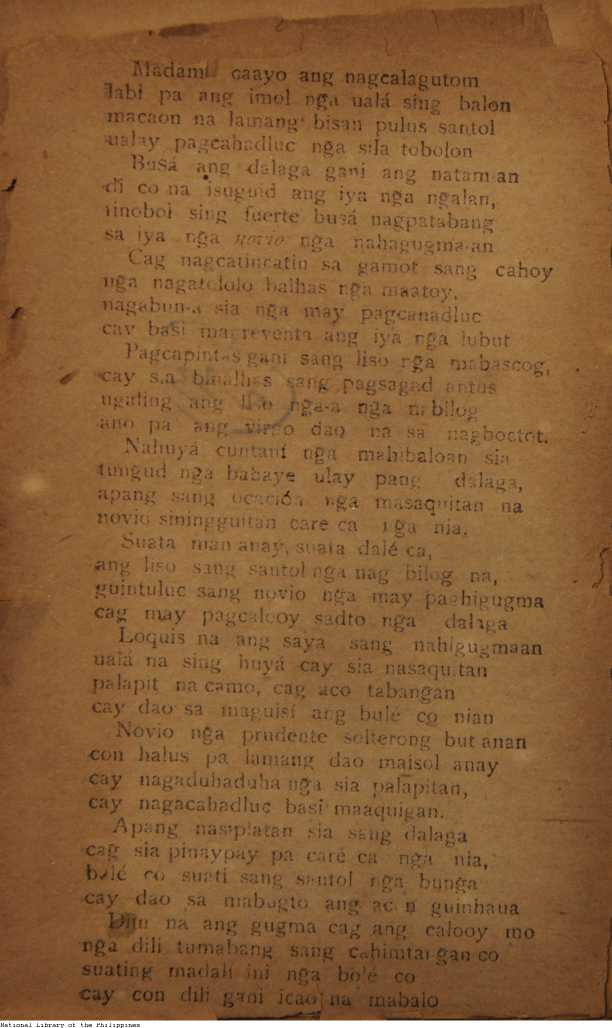 Madami caayo ang nagcalagutom
labi pa ang imol nga ualá sing balon
macaon na lamang bisan pulus santol
ualay pagcahadluc nga sila tobolon
Busá ang dalaga gani ang natam-an
di co na isuguid ang iya nga ngalan,
tinoboi sing fuerte busá nagpatabang
sa iya nga novio nga nahagugma-an
Cag nagcatincatin sa gamot sang cahoy
nga nagatololo balhas nga maatoy,
nagabun-a sia nga may pagcahadluc
cay basi mag reventa ang iya nga lubut
Pagcapintas gani sang liso nga mabascog,
cay sia binalhas sang pagsagad antus
ugaling ang liso nga-a nga nabilog
ano pa ang virgo dao na sa nagboctot.
Nahuyá cuntaní nga mahibaloan sia
tungud nga babaye ulay pang dalaga,
apang sang ocación nga masaquitan na
novio siningguitan care ca nga nia.
Suata man anay, suata dalé ca,
ang liso sang santol nga nag bilog na,
guintuluc sang novio nga may paghigugma
cag may pagcalooy sadto nga dalaga
Loquis na ang saya sang nahigugmaan
ualá na sing huyá cay sia nasaquitan
palapit na camo, cag aco tabangan
cay dao sa maguisí ang bulé co nian
Novio nga prudente solterong but anan
con halus pa lamang dao maisol anay
cay nagaduhaduha nga sia palapitan,
cay nagacahadluc basi maaquigan.
Apang nasiplatan sia sang dalaga
cag sia pinaypay pa caré ca nga nia,
bulé co suati sang santol nga bunga
cay dao sa mabugto ang acon guinhaua
Diin na ang gugma cag ang calooy mo
nga dili tumabang sang cahimtangan co
suating madali ini nga bolé co
cay con dili gani icao na mabalo
National Library of the Philippines